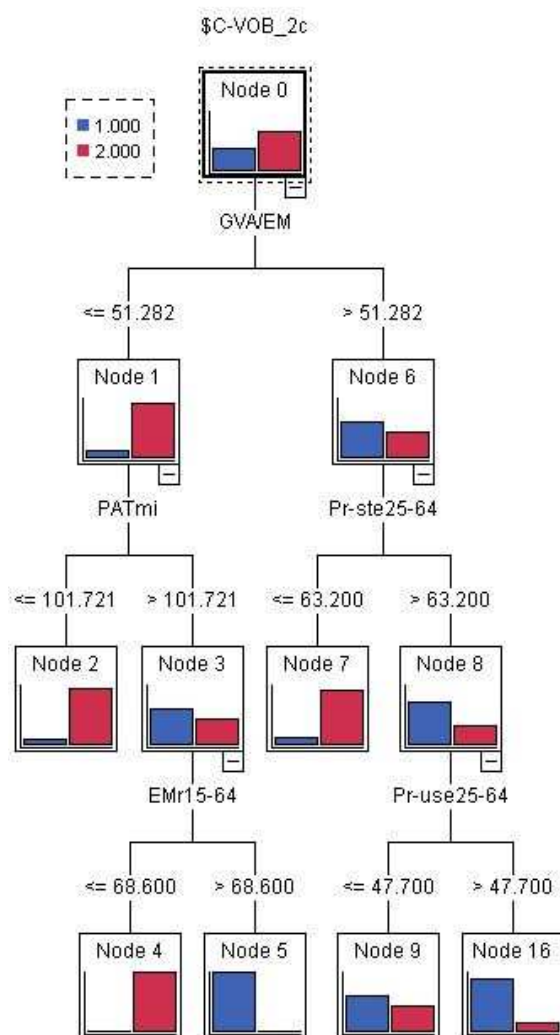 $C-VOB_2c
Node 0
1.000
2.000
GVA/EM
<= 51.282 > 51.282
Node 1 Node 6
PATmi Pr-ste25-64
<= 101.721 > 101.721 <= 63.200 > 63.200
Node 2 Node 3 Node 7 Node 8
EMr15-64 Pr-use25-64
<= 68.600 > 68.600 <= 47.700 > 47.700
Node 4 Node 5 Node 9 Node 16